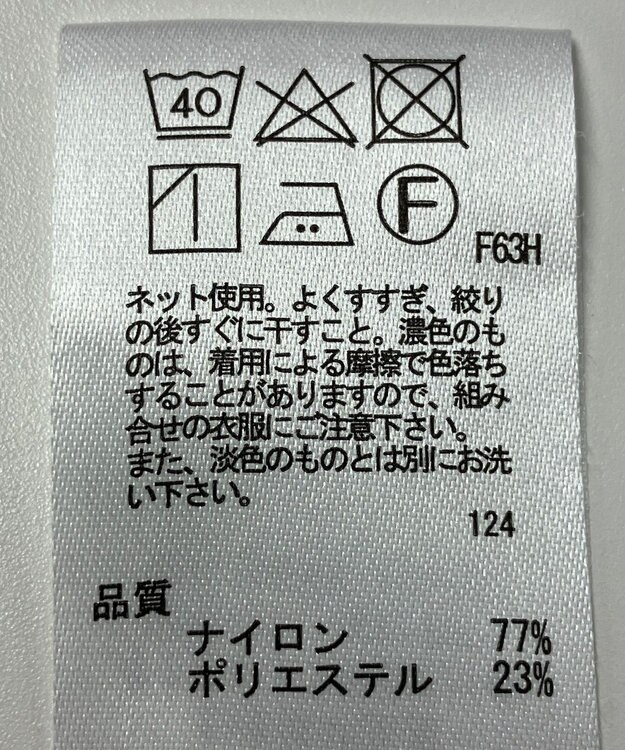 40
F
F63H
ネット使用。よくすすぎ、絞り
の後すぐに干すこと。濃色のも
のは、着用による摩擦で色落ち
することがありますので、組み
合せの衣服にご注意下さい。
また、淡色のものとは別にお洗
い下さい。
124
品質
ナイロン 77%
ポリエステル 23%